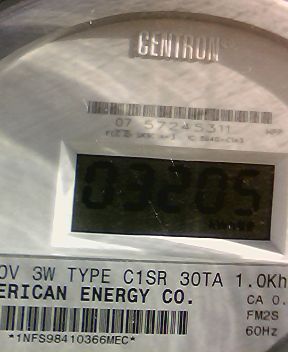 CENTRON®
07 57245311
03205
0V 3W TYPE C1SR 30TA 1.0Kh
ERICAN ENERGY CO.
CA 0.
FM2S
*1NFS98410366MEC*
60Hz